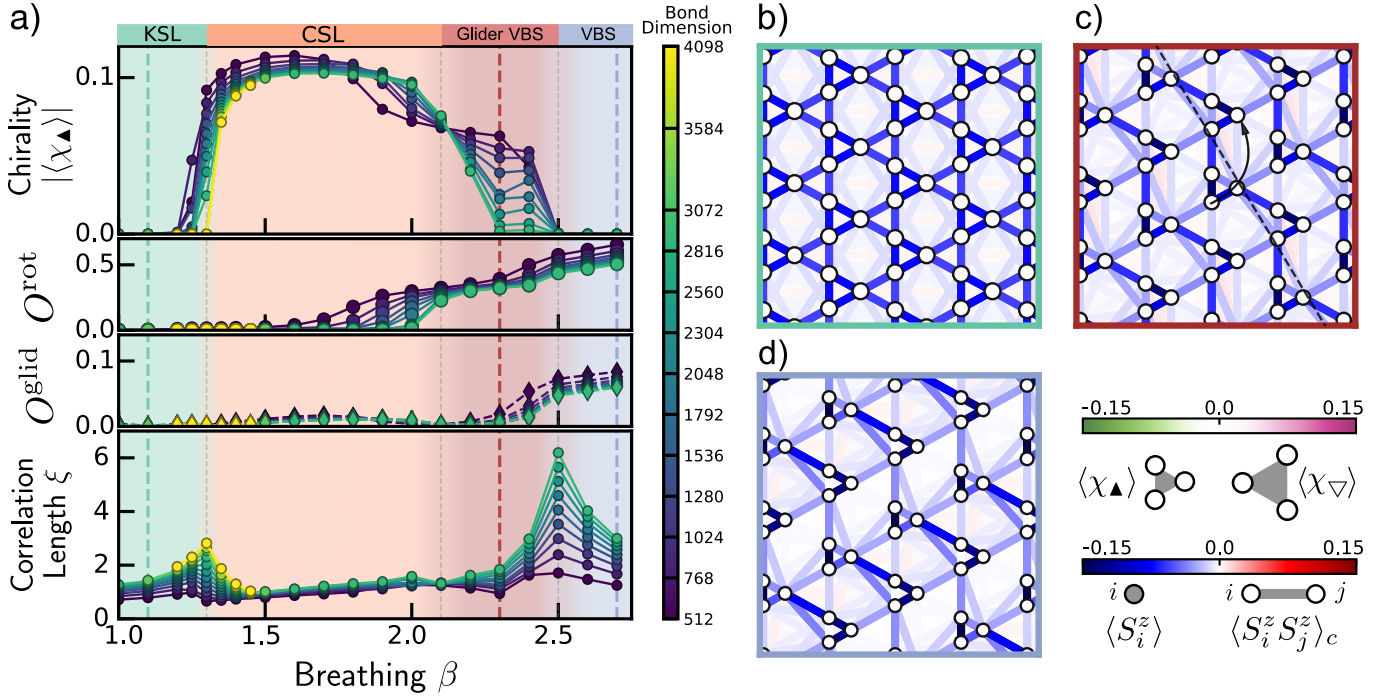 a)
KSL
CSL
Glider VBS
VBS
Bond
Dimension
Chirality
|⟨χ▲⟩|
0.1
0.0
O^rot
0.5
0.0
O^glid
0.1
0.0
Correlation
Length ξ
6
4
2
0
1.0
1.5
2.0
2.5
Breathing β
4098
3584
3072
2816
2560
2304
2048
1792
1536
1280
1024
768
512
b)
c)
d)
-0.15
0.0
0.15
⟨χ▲⟩
⟨χ▽⟩
-0.15
0.0
0.15
i
i
j
⟨S_i^z⟩
⟨S_i^z S_j^z⟩_c